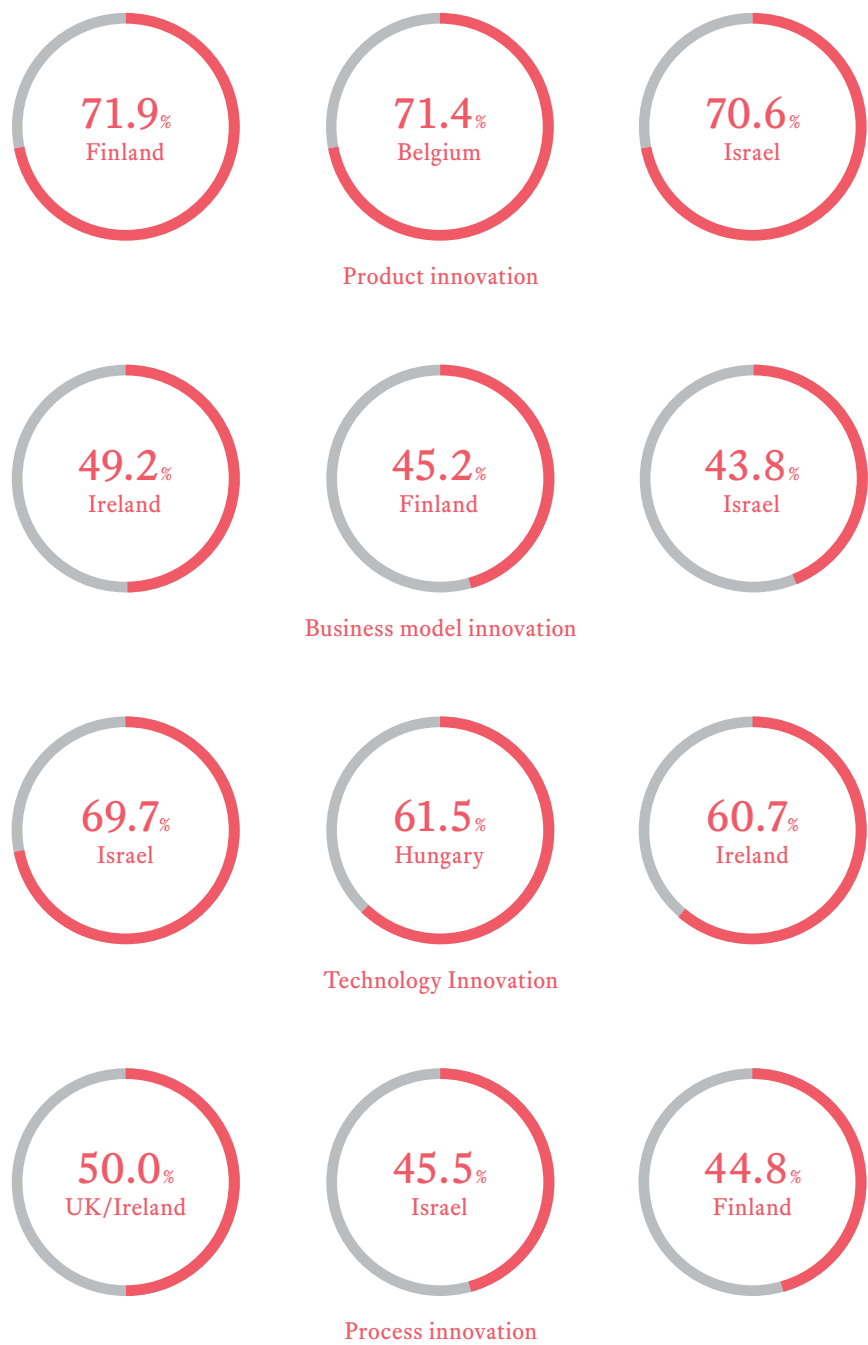 71.9%
Finland
71.4%
Belgium
70.6%
Israel
Product innovation
49.2%
Ireland
45.2%
Finland
43.8%
Israel
Business model innovation
69.7%
Israel
61.5%
Hungary
60.7%
Ireland
Technology Innovation
50.0%
UK/Ireland
45.5%
Israel
44.8%
Finland
Process innovation